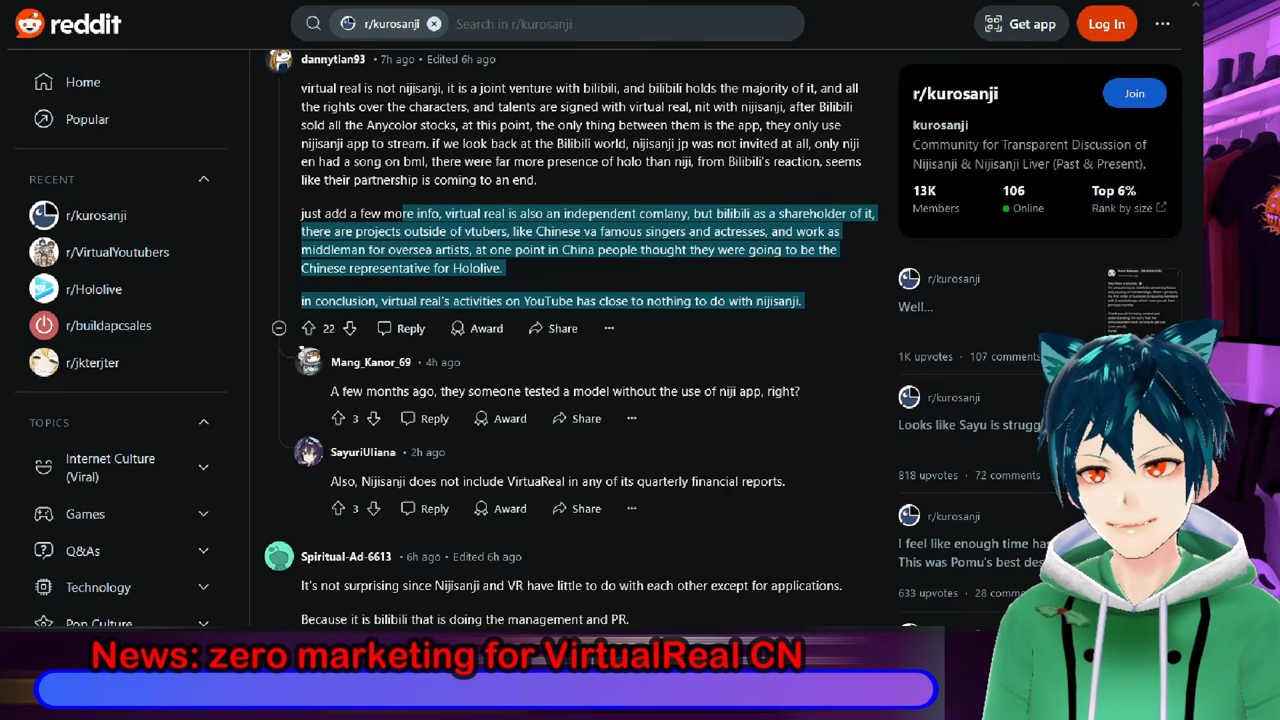 reddit
r/kurosanji
Search in r/kurosanji
Get app
Log In
Home
Popular
RECENT
r/kurosanji
r/VirtualYoutubers
r/Hololive
r/buildapcsales
r/jkterjter
TOPICS
Internet Culture
(Viral)
Games
Q&As
Technology
Pop Culture
dannytian93 • 7h ago • Edited 6h ago
virtual real is not nijisanji, it is a joint venture with bilibili, and bilibili holds the majority of it, and all
the rights over the characters, and talents are signed with virtual real, nit with nijisanji, after Bilibili
sold all the Anycolor stocks, at this point, the only thing between them is the app, they only use
nijisanji app to stream. if we look back at the Bilibili world, nijisanji jp was not invited at all, only niji
en had a song on bml, there were far more presence of holo than niji, from Bilibili's reaction, seems
like their partnership is coming to an end.
just add a few more info, virtual real is also an independent comlany, but bilibili as a shareholder of it,
there are projects outside of vtubers, like Chinese va famous singers and actresses, and work as
middleman for oversea artists, at one point in China people thought they were going to be the
Chinese representative for Hololive.
in conclusion, virtual real's activities on YouTube has close to nothing to do with nijisanji.
22 Reply Award Share
Mang_Kanor_69 • 4h ago
A few months ago, they someone tested a model without the use of niji app, right?
3 Reply Award Share
SayuriUliana • 2h ago
Also, Nijisanji does not include VirtuaReal in any of its quarterly financial reports.
3 Reply Award Share
Spiritual-Ad-6613 • 6h ago • Edited 6h ago
It's not surprising since Nijisanji and VR have little to do with each other except for applications.
Because it is bilibili that is doing the management and PR.
r/kurosanji
Join
kurosanji
Community for Transparent Discussion of
Nijisanji & Nijisanji Liver (Past & Present).
13K
Members
106
Online
Top 6%
Rank by size
r/kurosanji
Well...
1K upvotes • 107 comments
r/kurosanji
Looks like Sayu is strugg
818 upvotes • 72 comments
r/kurosanji
I feel like enough time has
This was Pomu's best des
633 upvotes • 28 comm
News: zero marketing for VirtualReal CN